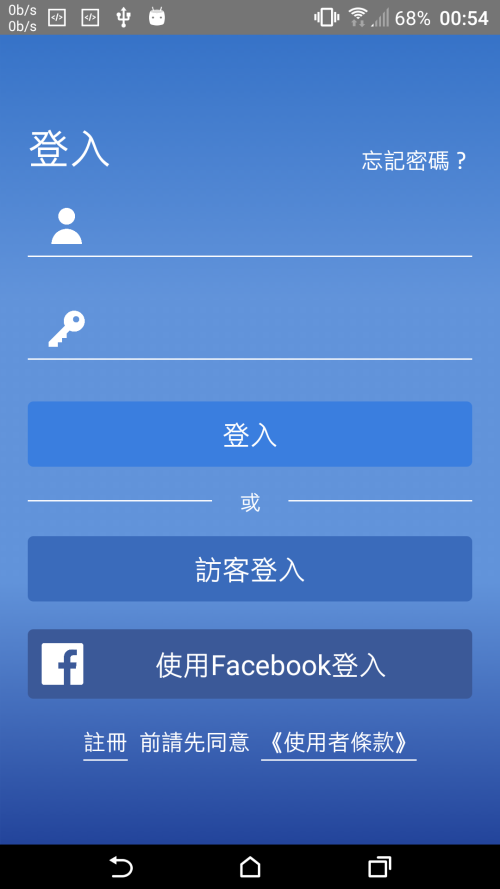 0b/s
0b/s
68% 00:54
登入
忘記密碼？
登入
或
訪客登入
使用Facebook登入
註冊 前請先同意 《使用者條款》